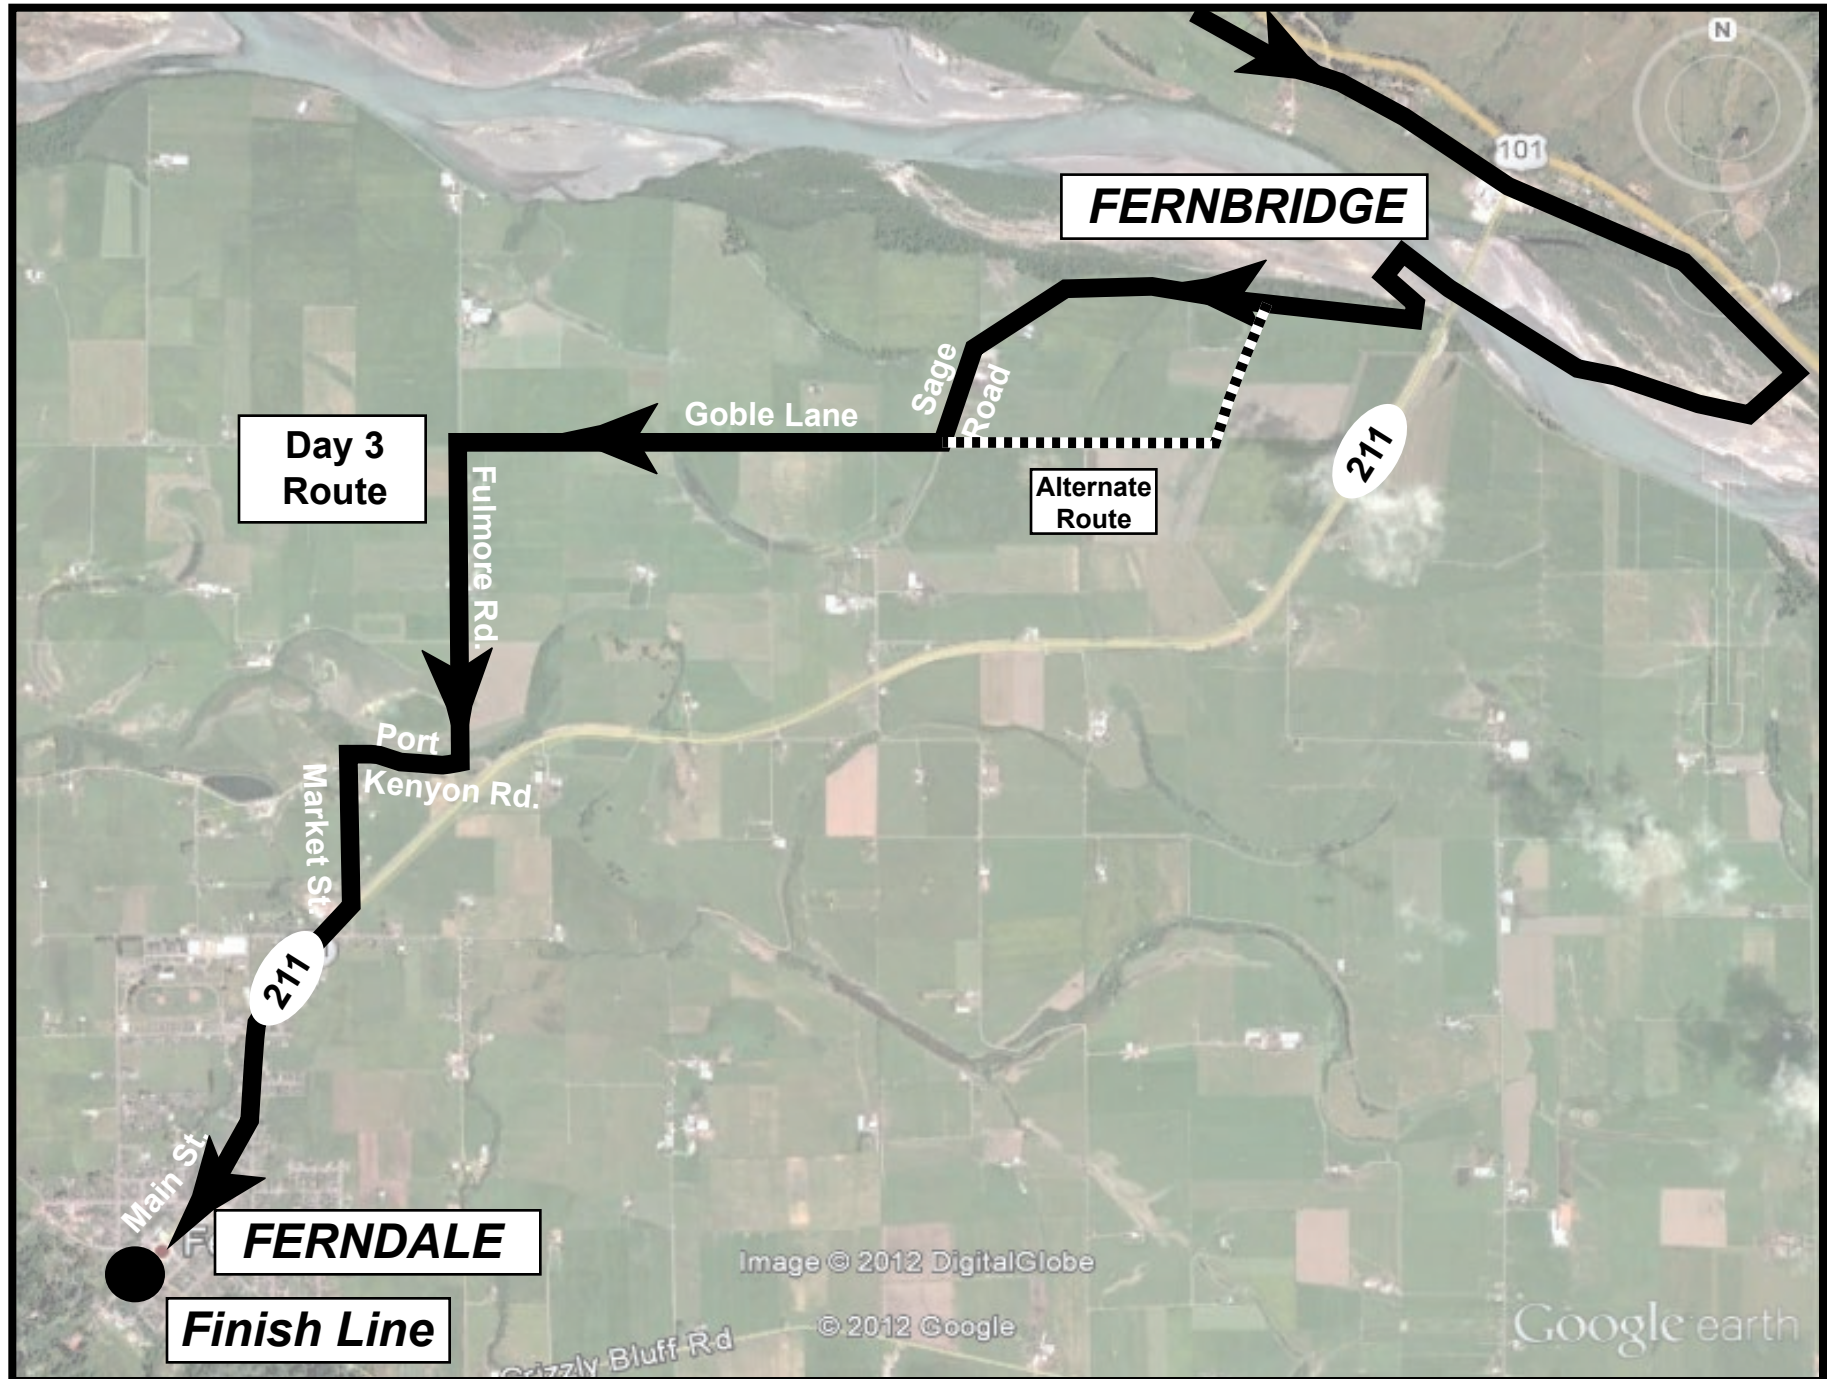 N
101
FERNBRIDGE
Sage
Road
Goble Lane
Day 3
Route
211
Alternate
Route
Fulmore Rd.
Port
Kenyon Rd.
Market St.
211
Main St.
FERNDALE
Finish Line
Image © 2012 DigitalGlobe
© 2012 Google
Google earth
Grizzly Bluff Rd